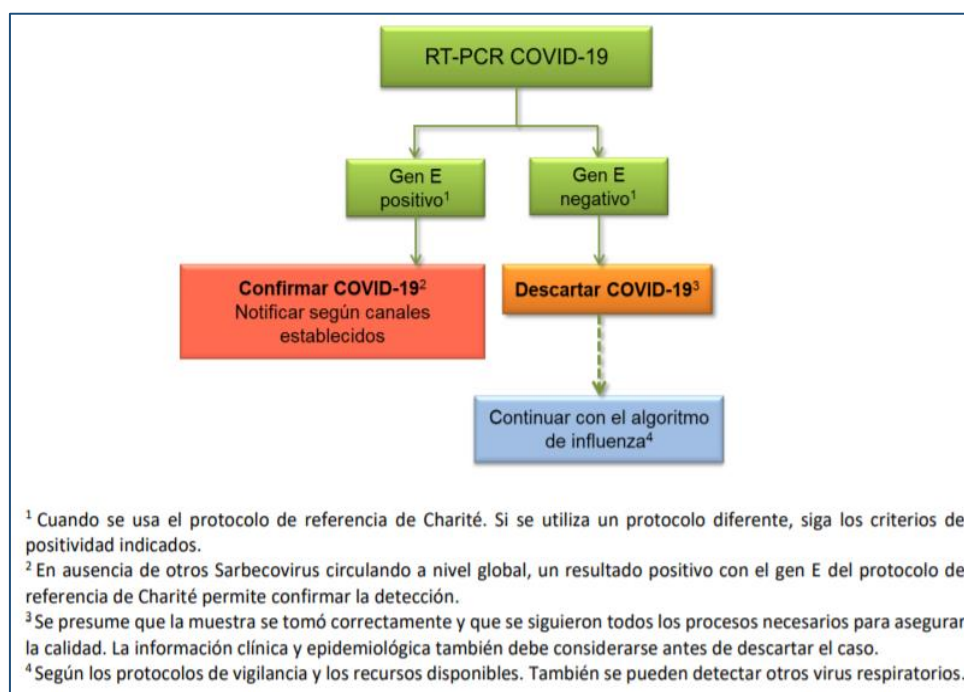 RT-PCR COVID-19
Gen E
positivo¹
Gen E
negativo¹
Confirmar COVID-19²
Notificar según canales
establecidos
Descartar COVID-19³
Continuar con el algoritmo
de influenza⁴
¹ Cuando se usa el protocolo de referencia de Charité. Si se utiliza un protocolo diferente, siga los criterios de
positividad indicados.
² En ausencia de otros Sarbecovirus circulando a nivel global, un resultado positivo con el gen E del protocolo de
referencia de Charité permite confirmar la detección.
³ Se presume que la muestra se tomó correctamente y que se siguieron todos los procesos necesarios para asegurar
la calidad. La información clínica y epidemiológica también debe considerarse antes de descartar el caso.
⁴ Según los protocolos de vigilancia y los recursos disponibles. También se pueden detectar otros virus respiratorios.